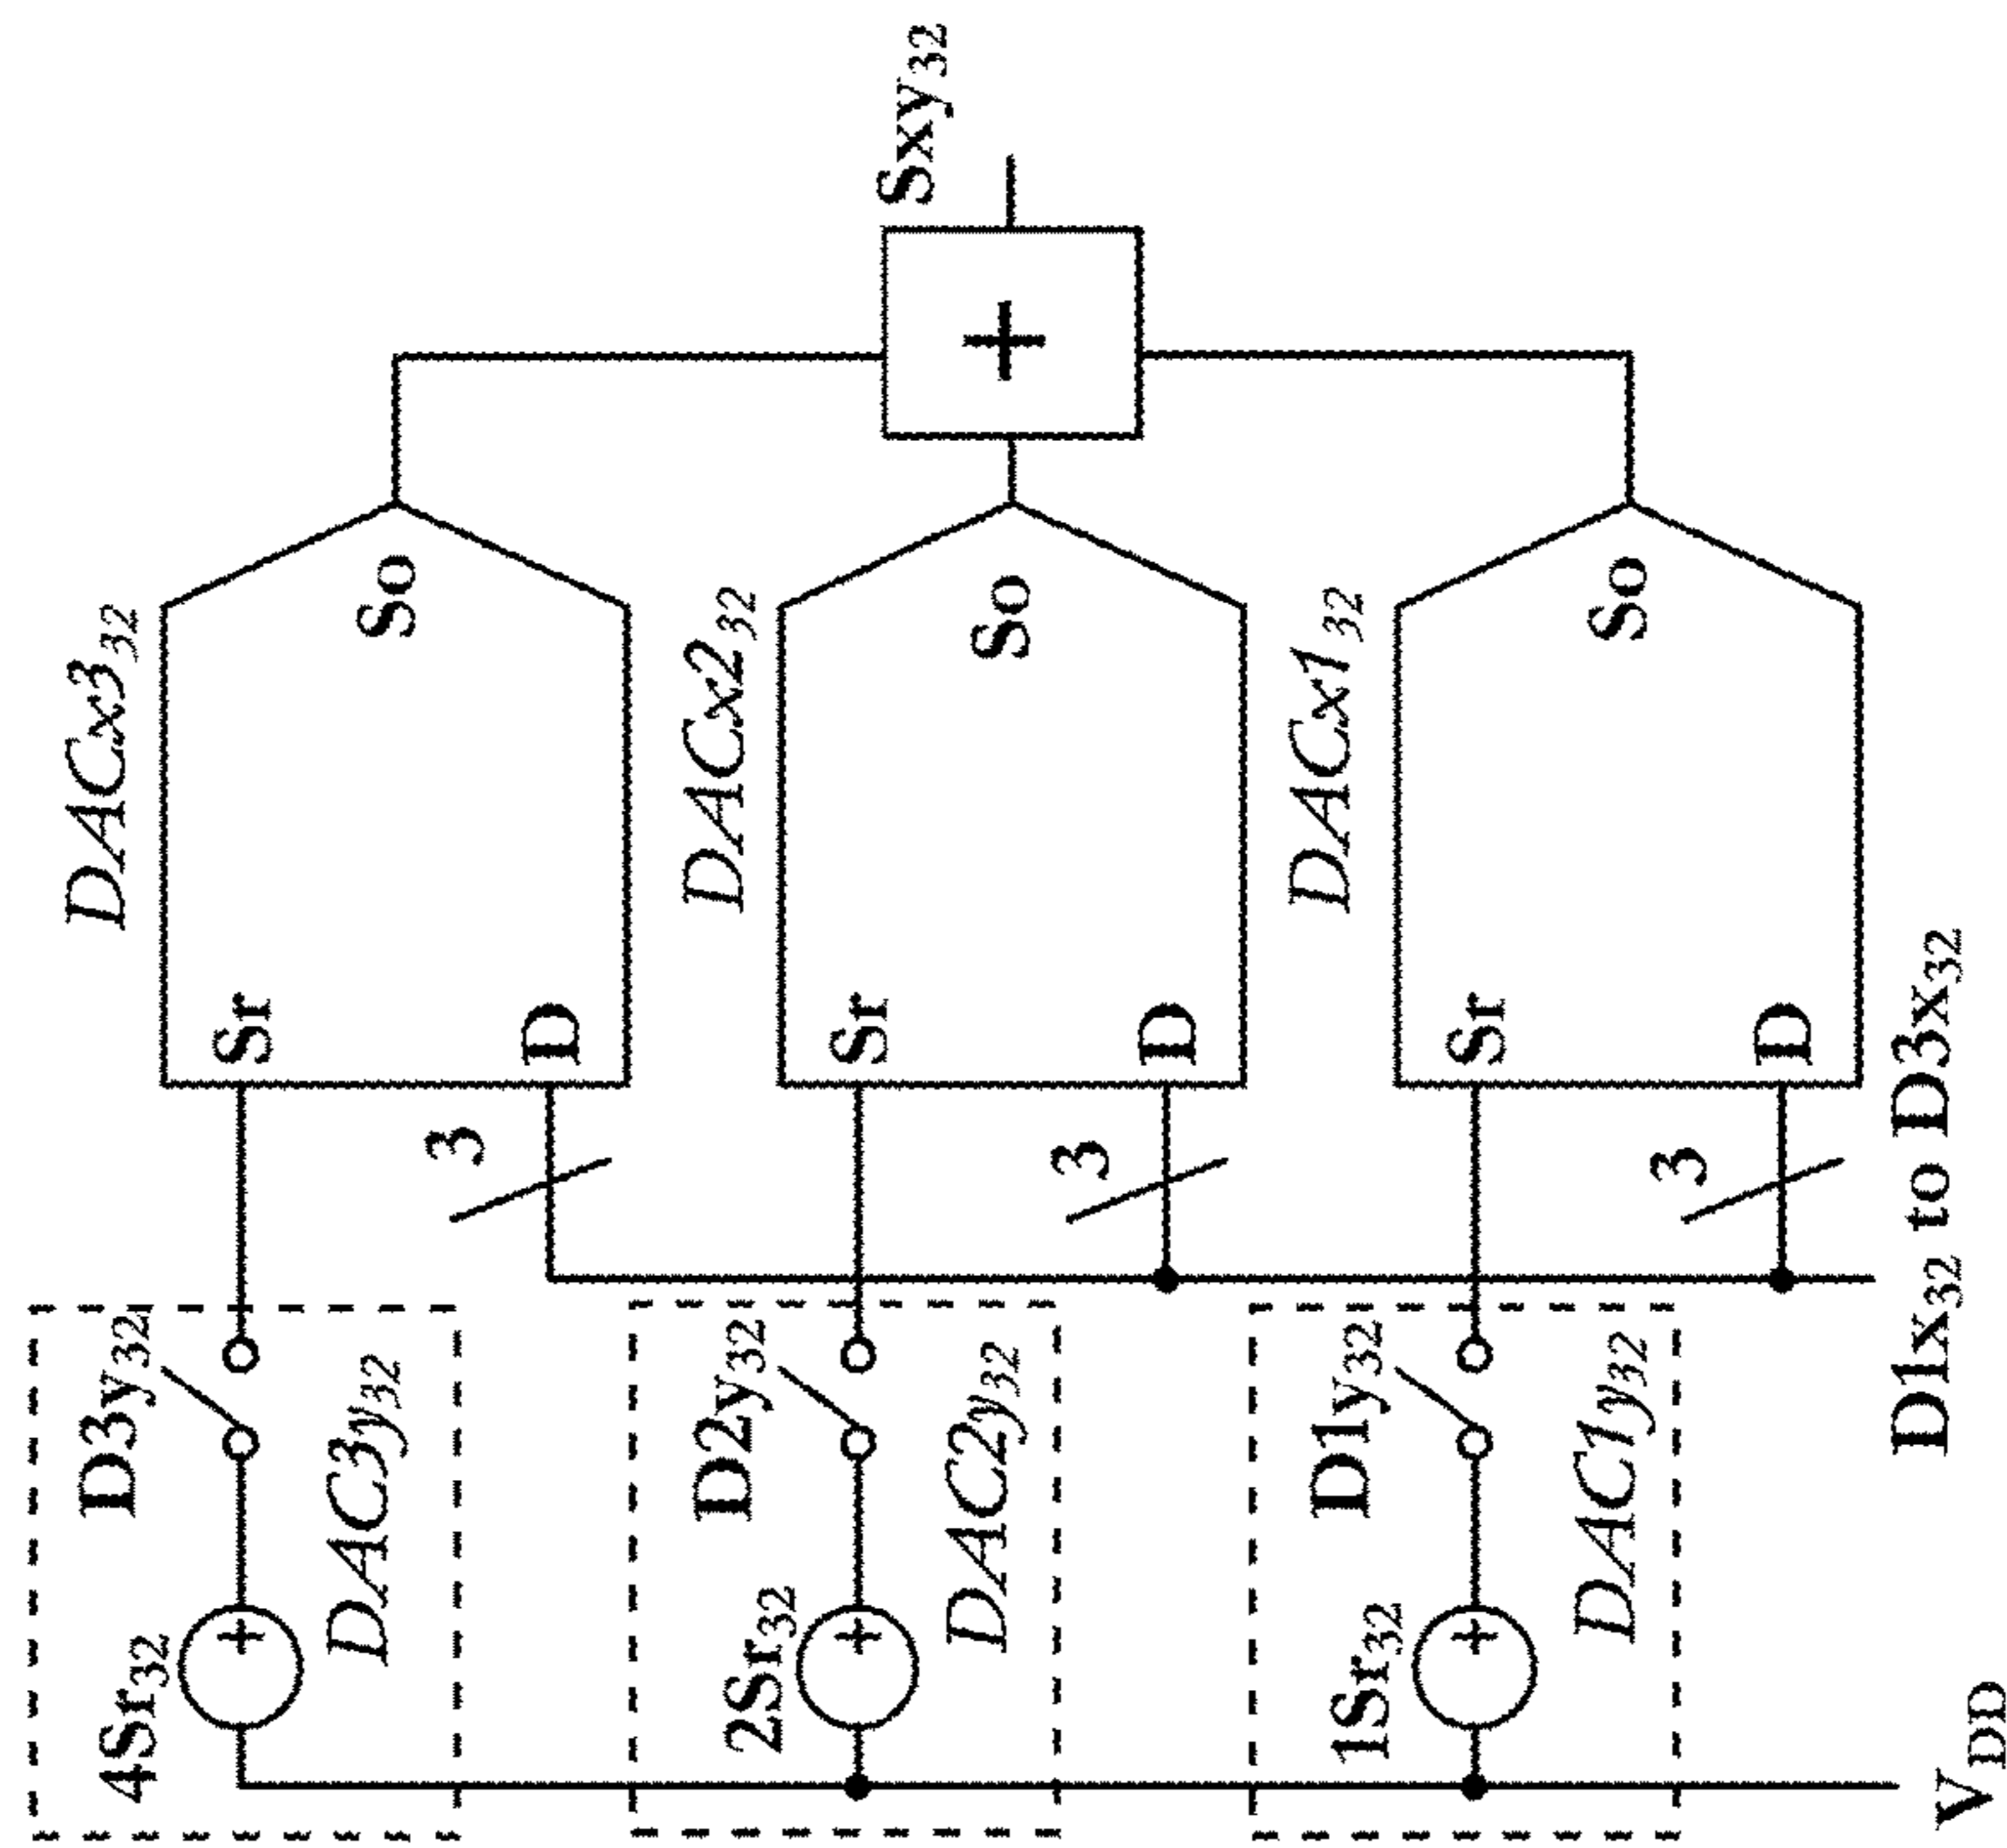 Sxy32
DACx332
So
Sr
D
3
D3y32
4Sr32
DAC3y32
DACx232
So
Sr
D
3
D2y32
2Sr32
DAC2y32
DACx132
So
Sr
D
3
D1y32
1Sr32
DAC1y32
D1x32 to D3x32
VDD
+
+
+
+